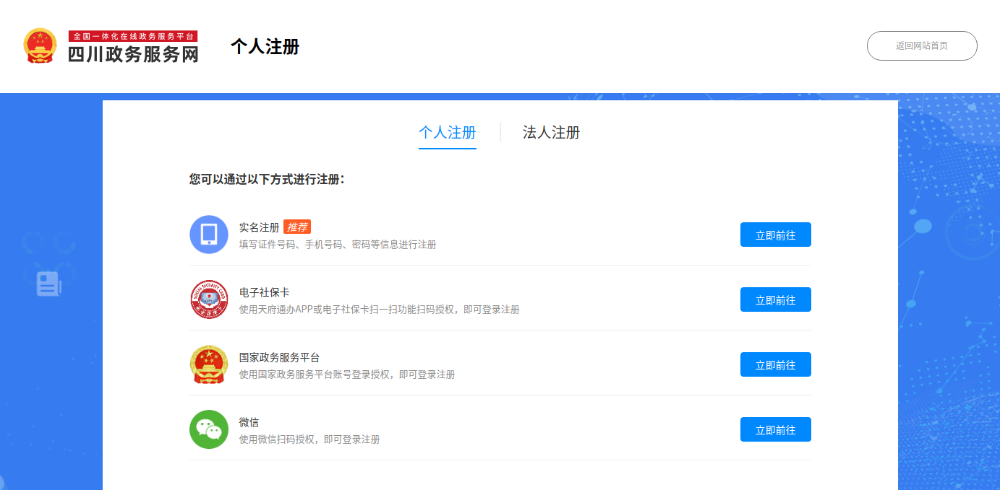 全国一体化在线政务服务平台
四川政务服务网
个人注册
返回网站首页
个人注册
法人注册
您可以通过以下方式进行注册：
实名注册 推荐
填写证件号码、手机号码、密码等信息进行注册
立即前往
SOCIAL SECURITY CARD
电子社保卡
使用天府通办APP或电子社保卡扫一扫功能扫码授权，即可登录注册
立即前往
国家政务服务平台
使用国家政务服务平台账号登录授权，即可登录注册
立即前往
微信
使用微信扫码授权，即可登录注册
立即前往